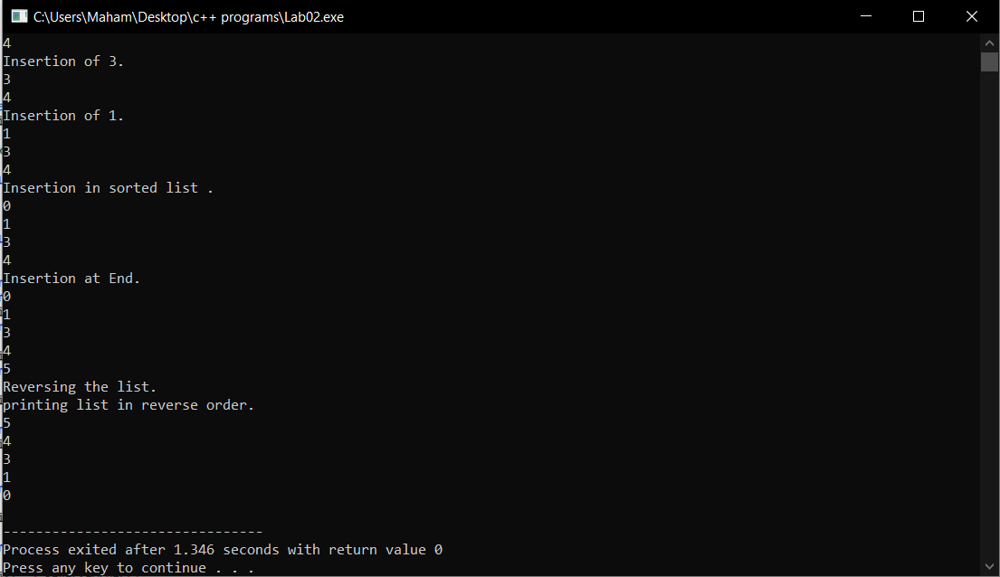 C:\Users\Maham\Desktop\c++ programs\Lab02.exe
4
Insertion of 3.
3
4
Insertion of 1.
1
3
4
Insertion in sorted list .
0
1
3
4
Insertion at End.
0
1
3
4
5
Reversing the list.
printing list in reverse order.
5
4
3
1
0
--------------------------------
Process exited after 1.346 seconds with return value 0
Press any key to continue . . .